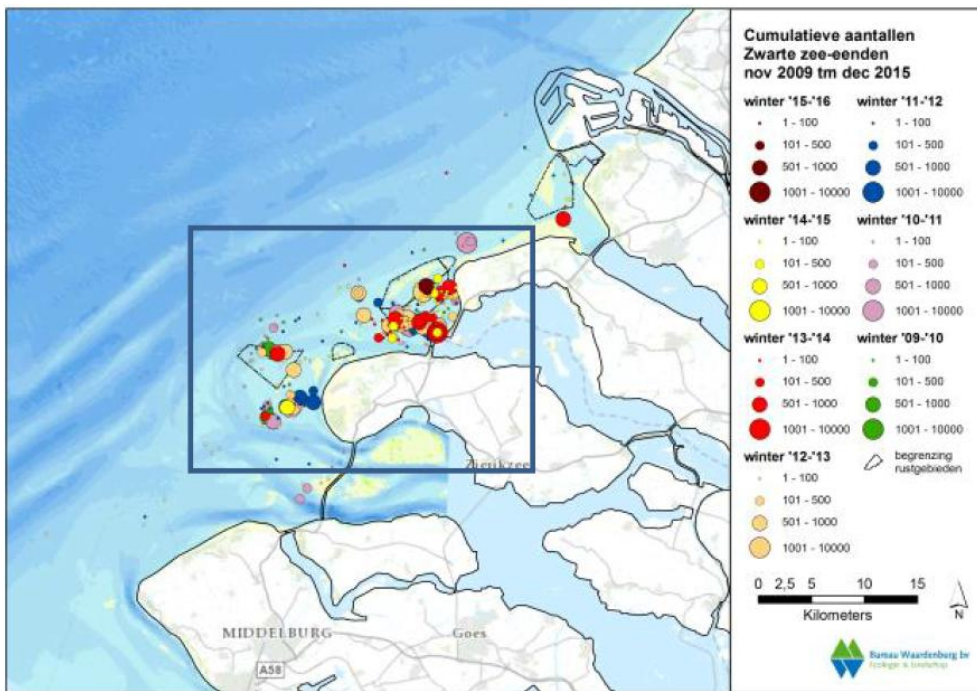 Cumulatieve aantallen
Zwarte zee-eenden
nov 2009 tm dec 2015
winter '15-'16
1 - 100
101 - 500
501 - 1000
1001 - 10000
winter '11-'12
1 - 100
101 - 500
501 - 1000
1001 - 10000
winter '14-'15
1 - 100
101 - 500
501 - 1000
1001 - 10000
winter '10-'11
1 - 100
101 - 500
501 - 1000
1001 - 10000
winter '13-'14
1 - 100
101 - 500
501 - 1000
1001 - 10000
winter '09-'10
1 - 100
101 - 500
501 - 1000
1001 - 10000
begrenzing
rustgebieden
winter '12-'13
1 - 100
101 - 500
501 - 1000
1001 - 10000
0 2,5 5 10 15
Kilometers
N
Bureau Waardenburg bv
Ecologie & landschap
Zierikzee
MIDDELBURG
Goes
A58